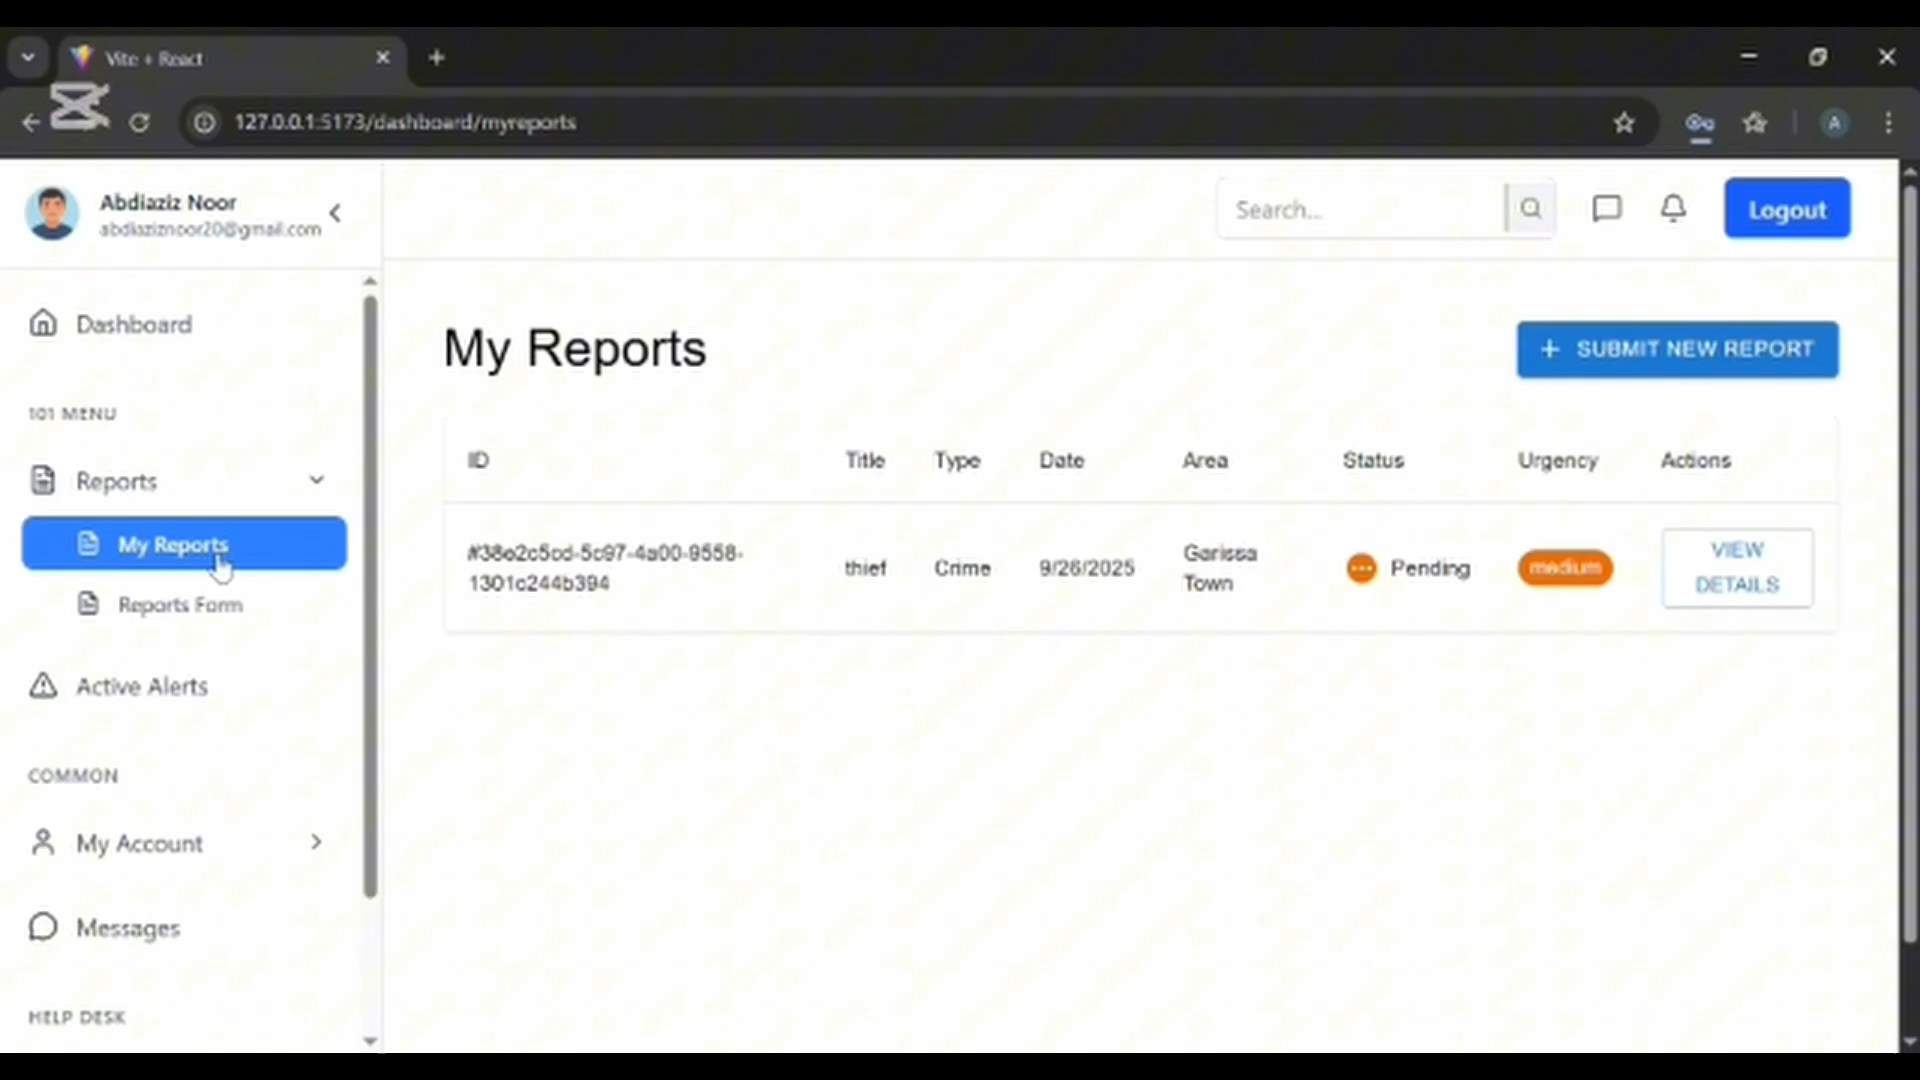 Vite + React
127.0.0.1:5173/dashboard/myreports
A
Abdiaziz Noor
abdiaziznoor20@gmail.com
Search...
Logout
Dashboard
101 MENU
Reports
My Reports
Reports Form
Active Alerts
COMMON
My Account
Messages
HELP DESK
My Reports
+ SUBMIT NEW REPORT
ID Title Type Date Area Status Urgency Actions
#38e2c5cd-5c97-4a00-9558-
1301c244b394
thief
Crime
9/26/2025
Garissa
Town
Pending
medium
VIEW
DETAILS